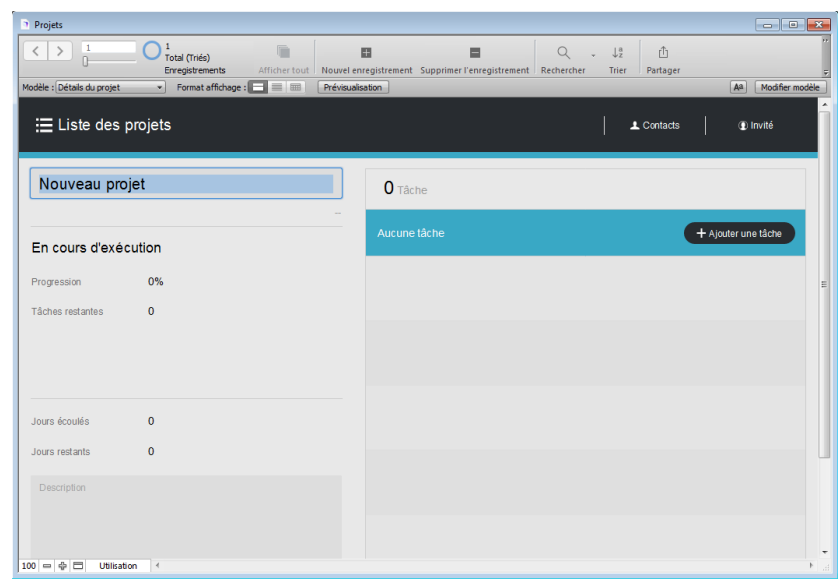 Projets
1
1
Total (Triés)
Enregistrements
Afficher tout
Nouvel enregistrement
Supprimer l'enregistrement
Rechercher
Trier
Partager
Modèle : Détails du projet
Format affichage :
Prévisualisation
Aa
Modifier modèle
Liste des projets
Contacts
Invité
Nouveau projet
--
0 Tâche
Aucune tâche
Ajouter une tâche
En cours d'exécution
Progression 0%
Tâches restantes 0
Jours écoulés 0
Jours restants 0
Description
100
Utilisation